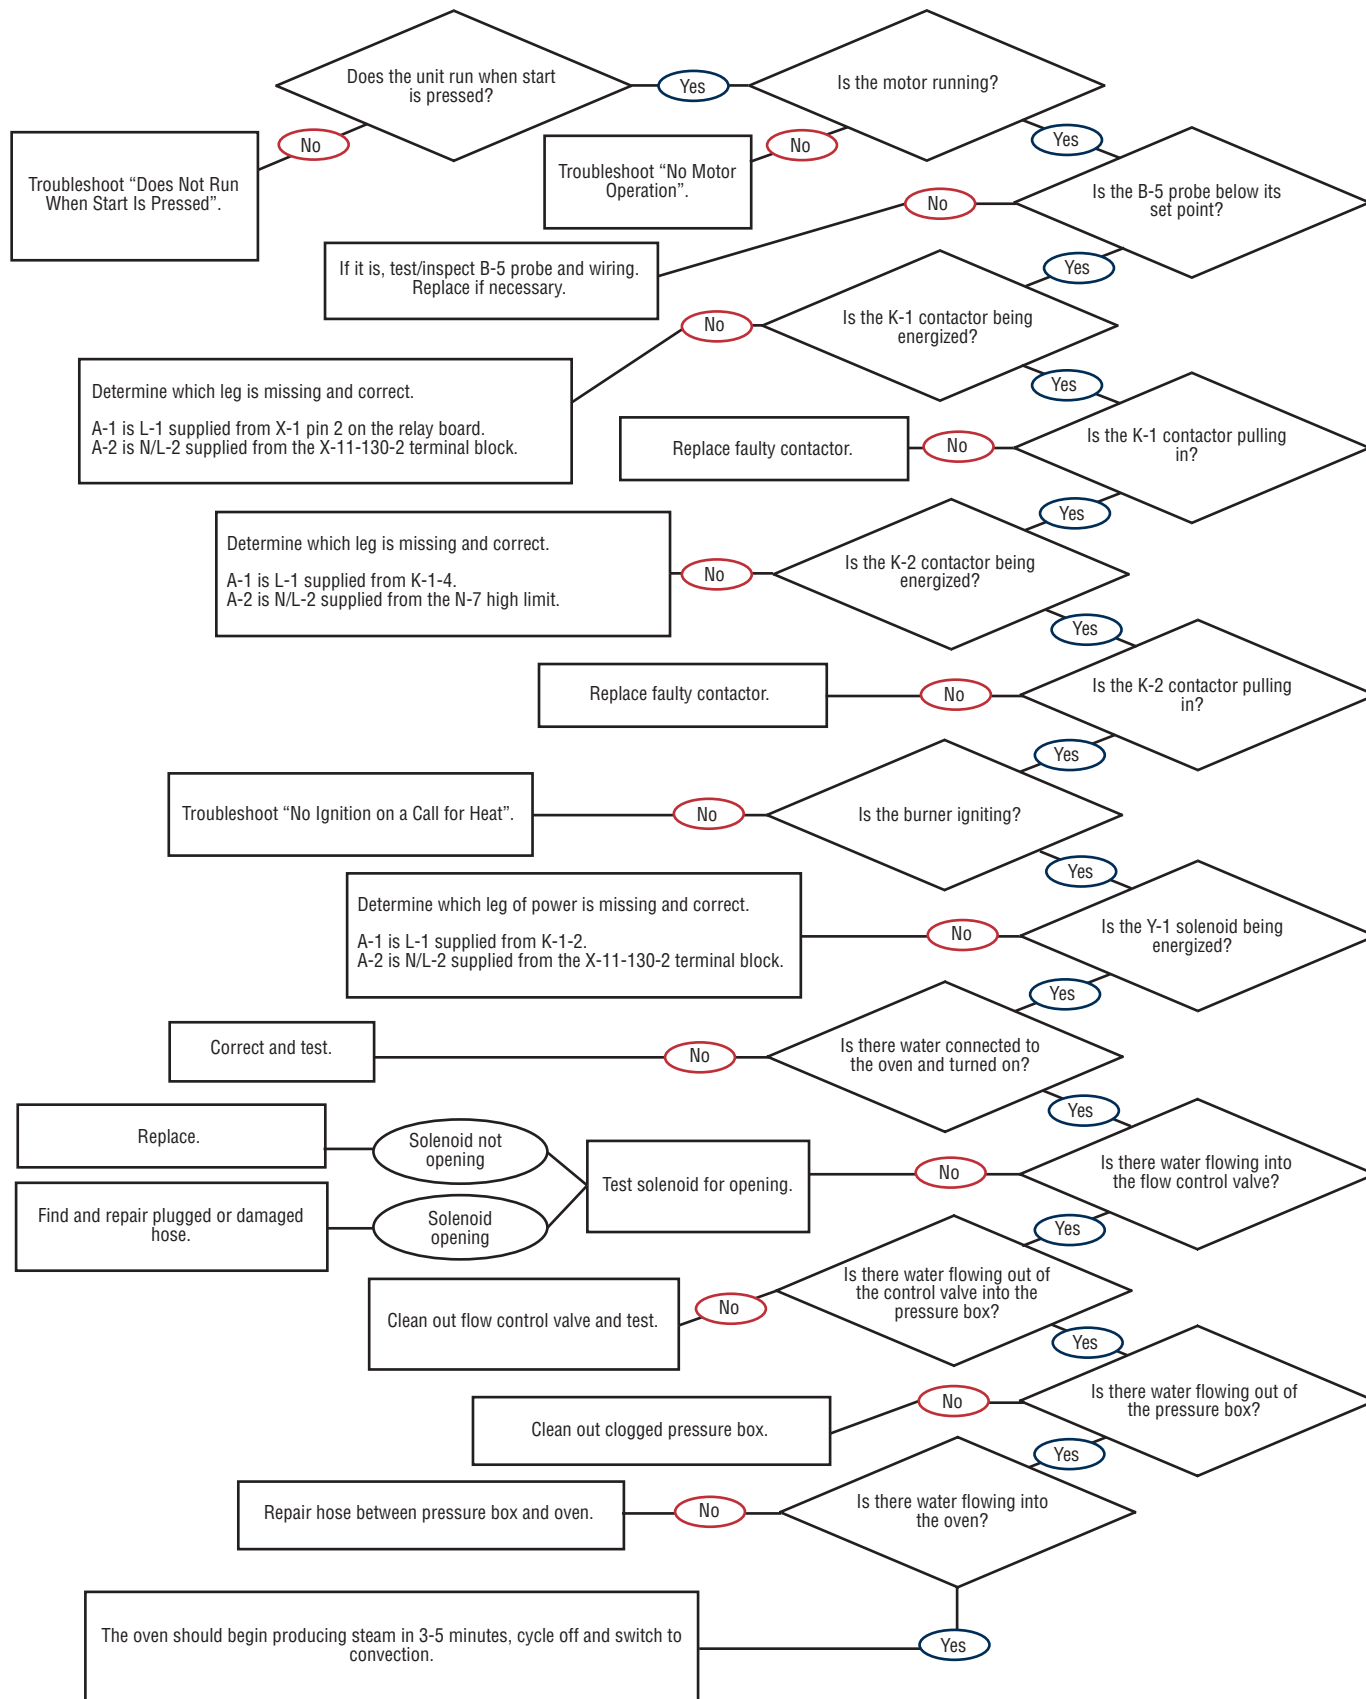 Does the unit run when start
is pressed?
Yes
Is the motor running?
No
No
Yes
Troubleshoot “Does Not Run
When Start Is Pressed”.
Troubleshoot “No Motor
Operation”.
Is the B-5 probe below its
set point?
No
If it is, test/inspect B-5 probe and wiring.
Replace if necessary.
Yes
Is the K-1 contactor being
energized?
No
Determine which leg is missing and correct.
A-1 is L-1 supplied from X-1 pin 2 on the relay board.
A-2 is N/L-2 supplied from the X-11-130-2 terminal block.
Yes
Is the K-1 contactor pulling
in?
No
Replace faulty contactor.
Yes
Is the K-2 contactor being
energized?
No
Determine which leg is missing and correct.
A-1 is L-1 supplied from K-1-4.
A-2 is N/L-2 supplied from the N-7 high limit.
Yes
Is the K-2 contactor pulling
in?
No
Replace faulty contactor.
Yes
Is the burner igniting?
No
Troubleshoot “No Ignition on a Call for Heat”.
Yes
Is the Y-1 solenoid being
energized?
No
Determine which leg of power is missing and correct.
A-1 is L-1 supplied from K-1-2.
A-2 is N/L-2 supplied from the X-11-130-2 terminal block.
Yes
Is there water connected to
the oven and turned on?
No
Correct and test.
Yes
Is there water flowing into
the flow control valve?
No
Test solenoid for opening.
Solenoid not
opening
Replace.
Solenoid
opening
Find and repair plugged or damaged
hose.
Yes
Is there water flowing out of
the control valve into the
pressure box?
No
Clean out flow control valve and test.
Yes
Is there water flowing out of
the pressure box?
No
Clean out clogged pressure box.
Yes
Is there water flowing into
the oven?
No
Repair hose between pressure box and oven.
Yes
The oven should begin producing steam in 3-5 minutes, cycle off and switch to
convection.